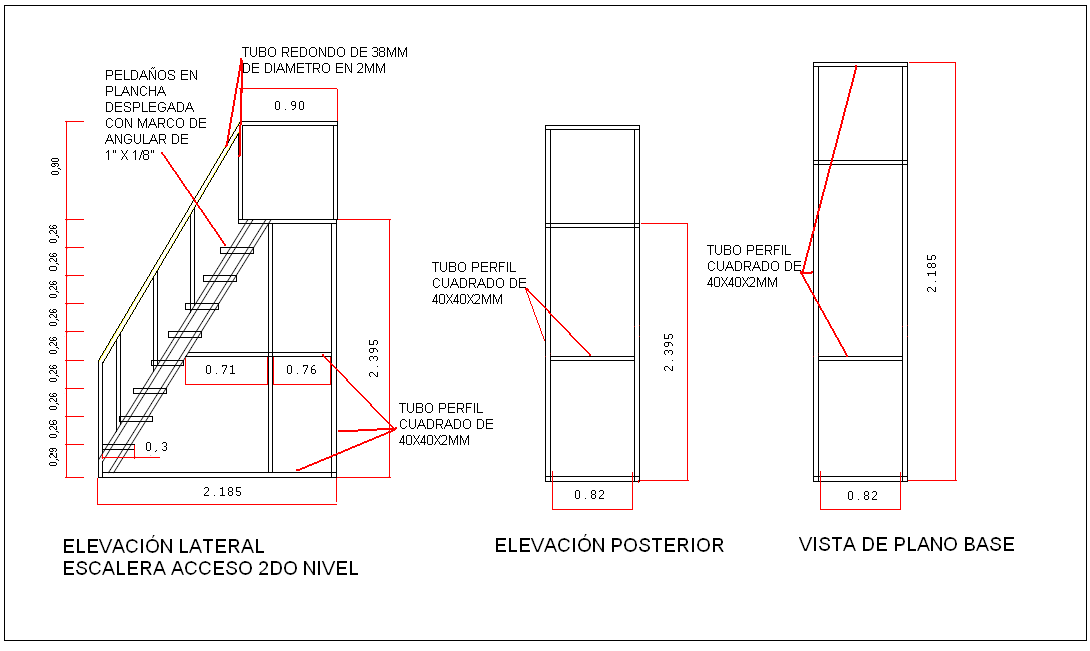 TUBO REDONDO DE 38MM
DE DIAMETRO EN 2MM
PELDAÑOS EN
PLANCHA
DESPLEGADA
CON MARCO DE
ANGULAR DE
1" X 1/8"
0.90
0,90
0,26
0,26
0,26
0,26
0,26
0,26
0,26
0,26
0,29
0.71
0.76
0,3
2.395
2.185
TUBO PERFIL
CUADRADO DE
40X40X2MM
ELEVACIÓN LATERAL
ESCALERA ACCESO 2DO NIVEL
TUBO PERFIL
CUADRADO DE
40X40X2MM
2.395
0.82
ELEVACIÓN POSTERIOR
TUBO PERFIL
CUADRADO DE
40X40X2MM
2.185
0.82
VISTA DE PLANO BASE